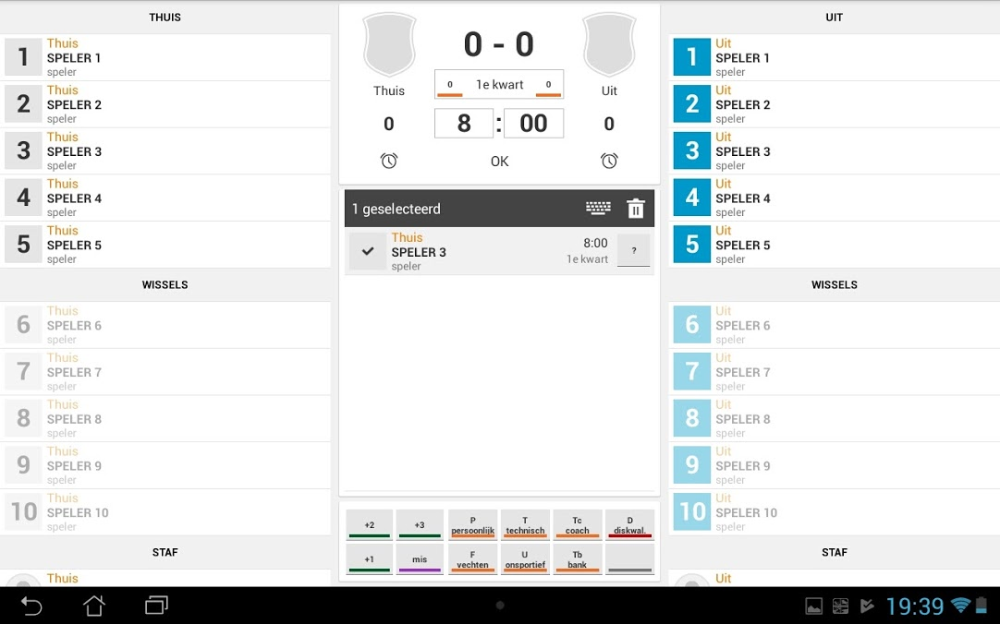 THUIS
1
Thuis
SPELER 1
speler
2
Thuis
SPELER 2
speler
3
Thuis
SPELER 3
speler
4
Thuis
SPELER 4
speler
5
Thuis
SPELER 5
speler
WISSELS
6
Thuis
SPELER 6
speler
7
Thuis
SPELER 7
speler
8
Thuis
SPELER 8
speler
9
Thuis
SPELER 9
speler
10
Thuis
SPELER 10
speler
STAF
Thuis
0 - 0
0 1e kwart 0
Thuis
Uit
0
8 : 00
0
OK
1 geselecteerd
Thuis
SPELER 3
speler
8:00
1e kwart
?
+2
+3
P
persoonlijk
T
technisch
Tc
coach
D
diskwal.
+1
mis
F
vechten
U
onsportief
Tb
bank
UIT
1
Uit
SPELER 1
speler
2
Uit
SPELER 2
speler
3
Uit
SPELER 3
speler
4
Uit
SPELER 4
speler
5
Uit
SPELER 5
speler
WISSELS
6
Uit
SPELER 6
speler
7
Uit
SPELER 7
speler
8
Uit
SPELER 8
speler
9
Uit
SPELER 9
speler
10
Uit
SPELER 10
speler
STAF
Uit
19:39